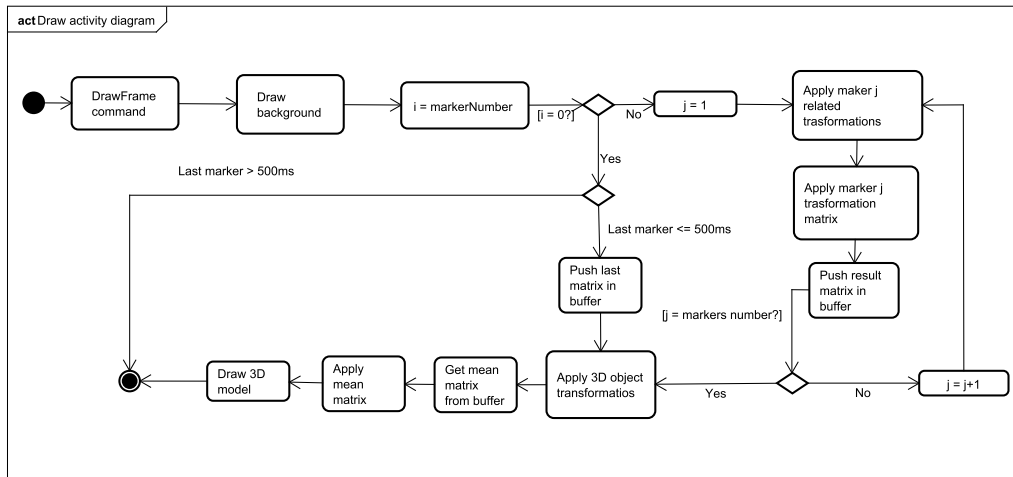 act Draw activity diagram
DrawFrame
command
Draw
background
i = markerNumber
[i = 0?]
No
j = 1
Apply maker j
related
trasformations
Yes
Last marker > 500ms
Apply marker j
trasformation
matrix
Last marker <= 500ms
Push last
matrix in
buffer
Push result
matrix in
buffer
[j = markers number?]
Draw 3D
model
Apply
mean
matrix
Get mean
matrix
from buffer
Apply 3D object
transformatios
Yes
No
j = j+1